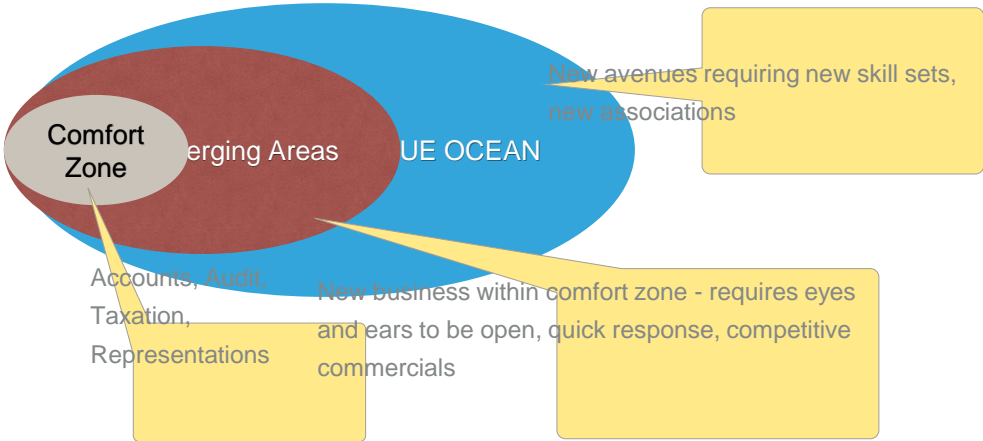 Comfort
Zone
erging Areas
UE OCEAN
New avenues requiring new skill sets,
new associations
Accounts, Audit,
Taxation,
Representations
New business within comfort zone - requires eyes
and ears to be open, quick response, competitive
commercials